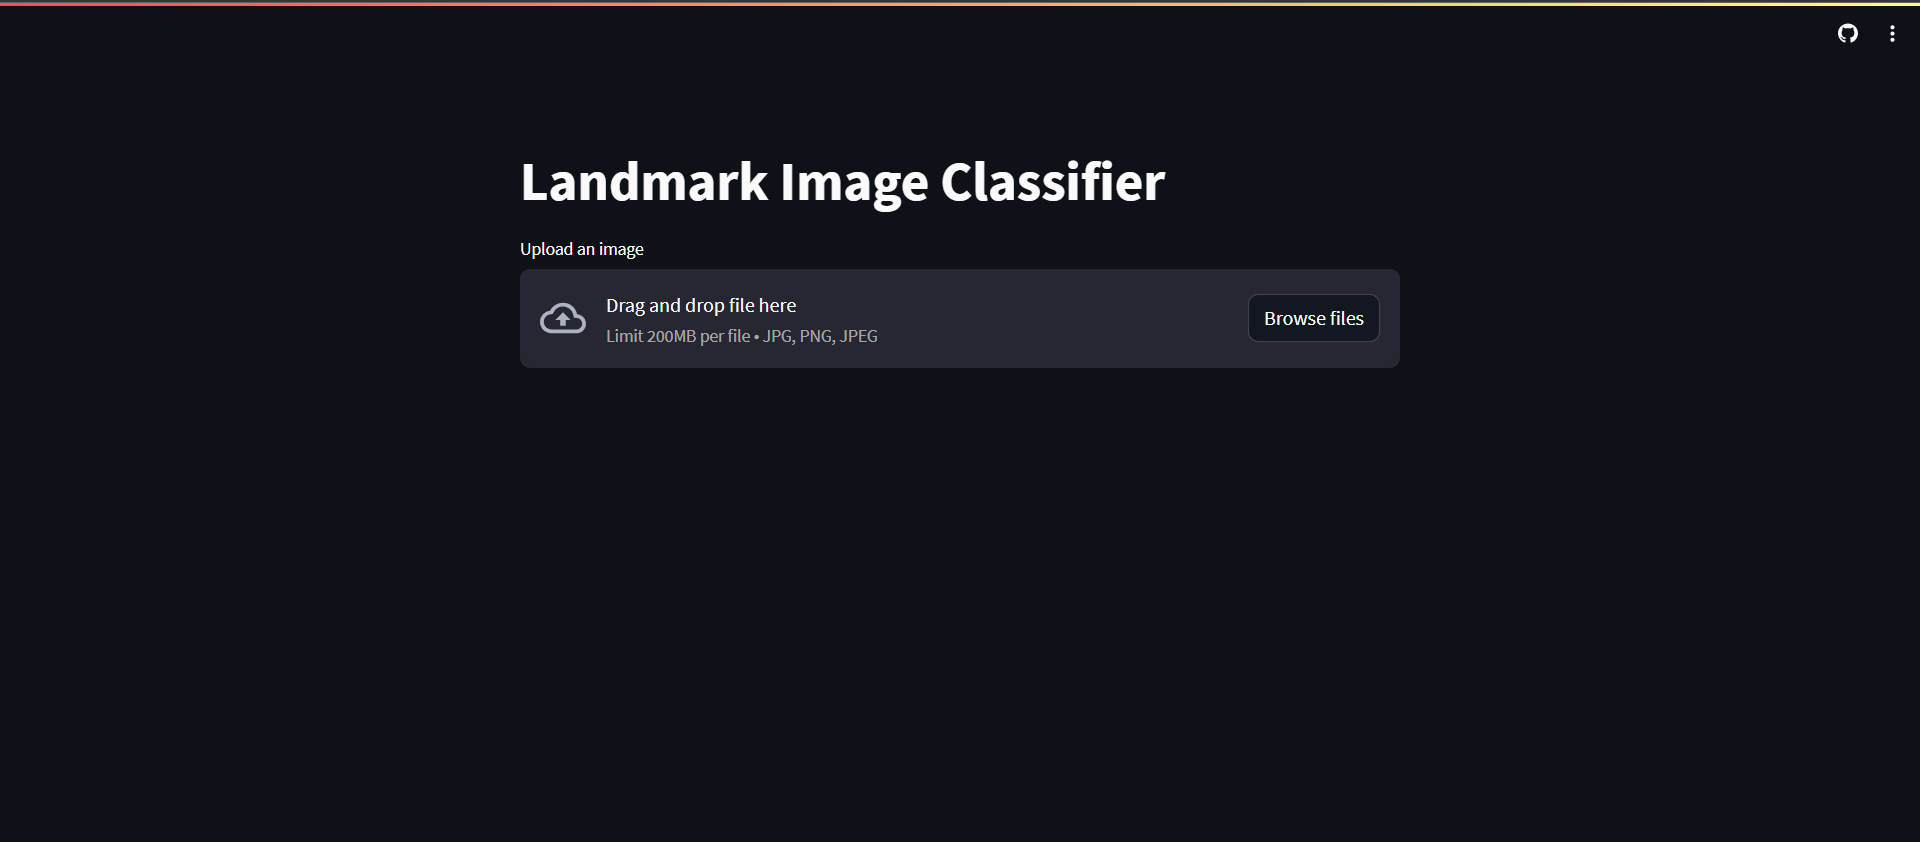 Landmark Image Classifier
Upload an image
Drag and drop file here
Limit 200MB per file • JPG, PNG, JPEG
Browse files